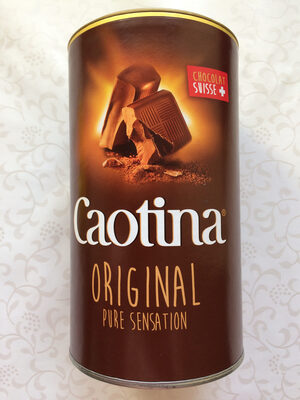 CHOCOLAT
SUISSE
Caotina®
ORIGINAL
PURE SENSATION